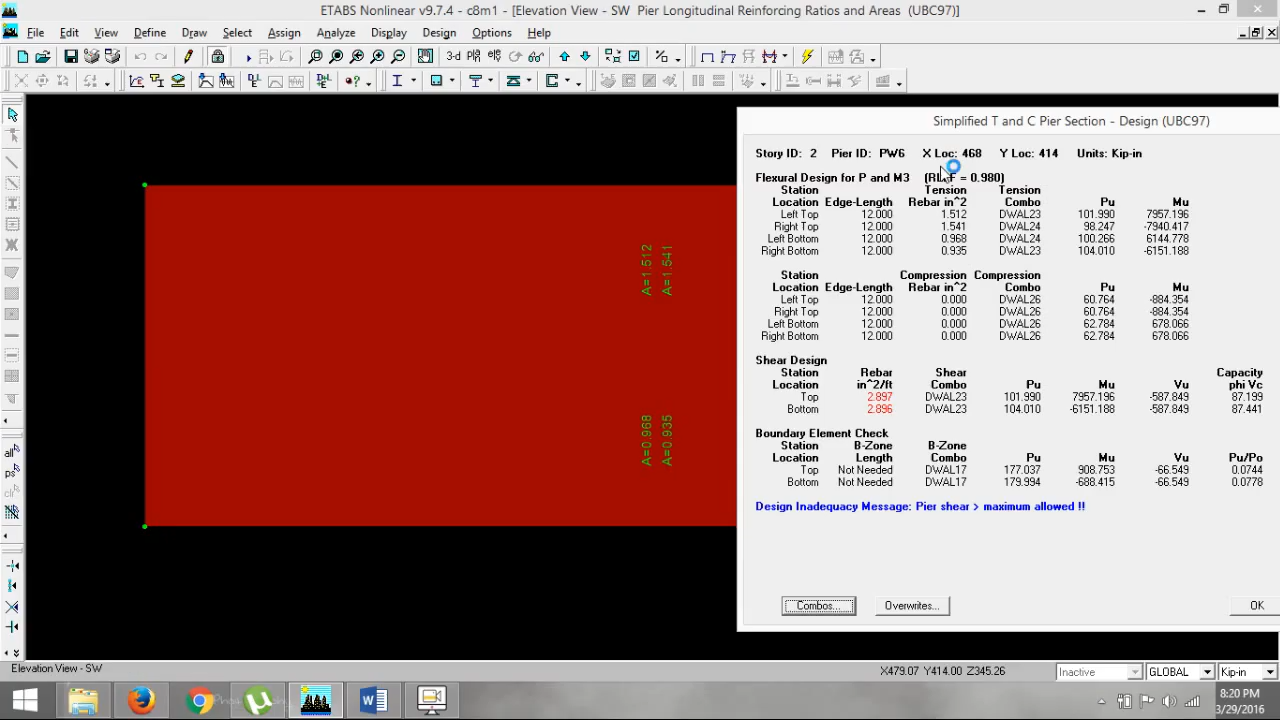 ETABS Nonlinear v9.7.4 - c8m1 - [Elevation View - SW Pier Longitudinal Reinforcing Ratios and Areas (UBC97)]
File Edit View Define Draw Select Assign Analyze Display Design Options Help
3-d
all
ps
clr
A=1.512
A=1.541
A=0.968
A=0.935
Simplified T and C Pier Section - Design (UBC97)
Story ID: 2 Pier ID: PW6 X Loc: 468 Y Loc: 414 Units: Kip-in
Flexural Design for P and M3 (RLLF = 0.980)
Station Tension Tension
Location Edge-Length Rebar in^2 Combo Pu Mu
Left Top 12.000 1.512 DWAL23 101.990 7957.196
Right Top 12.000 1.541 DWAL24 98.247 -7940.417
Left Bottom 12.000 0.968 DWAL24 100.266 6144.778
Right Bottom 12.000 0.935 DWAL23 104.010 -6151.188
Station Compression Compression
Location Edge-Length Rebar in^2 Combo Pu Mu
Left Top 12.000 0.000 DWAL26 60.764 -884.354
Right Top 12.000 0.000 DWAL26 60.764 -884.354
Left Bottom 12.000 0.000 DWAL26 62.784 678.066
Right Bottom 12.000 0.000 DWAL26 62.784 678.066
Shear Design
Station Rebar Shear Capacity
Location in^2/ft Combo Pu Mu Vu phi Vc
Top 2.897 DWAL23 101.990 7957.196 -587.849 87.199
Bottom 2.896 DWAL23 104.010 -6151.188 -587.849 87.441
Boundary Element Check
Station B-Zone B-Zone
Location Length Combo Pu Mu Vu Pu/Po
Top Not Needed DWAL17 177.037 908.753 -66.549 0.0744
Bottom Not Needed DWAL17 179.994 -688.415 -66.549 0.0778
Design Inadequacy Message: Pier shear > maximum allowed !!
Combos... Overwrites... OK
Elevation View - SW X479.07 Y414.00 Z345.26 Inactive GLOBAL Kip-in
8:20 PM
3/29/2016